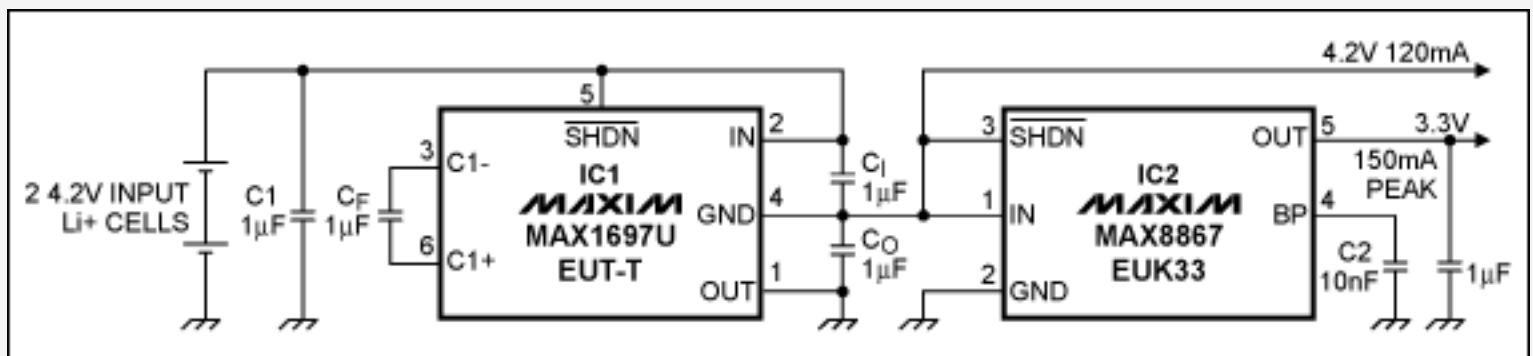 4.2V 120mA
5
SHDN
IN
2
3
C1-
IC1
MAXIM
MAX1697U
EUT-T
GND
4
6
C1+
OUT
1
2 4.2V INPUT
Li+ CELLS
C1
1µF
CF
1µF
CI
1µF
CO
1µF
3
SHDN
OUT
5
3.3V
150mA
PEAK
IC2
MAXIM
MAX8867
EUK33
1
IN
BP
4
2
GND
C2
10nF
1µF